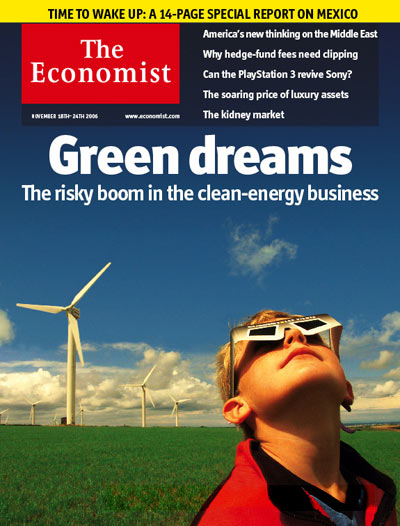 TIME TO WAKE UP: A 14-PAGE SPECIAL REPORT ON MEXICO
The
Economist
NOVEMBER 18TH-24TH 2006
www.economist.com
America's new thinking on the Middle East
Why hedge-fund fees need clipping
Can the PlayStation 3 revive Sony?
The soaring price of luxury assets
The kidney market
Green dreams
The risky boom in the clean-energy business